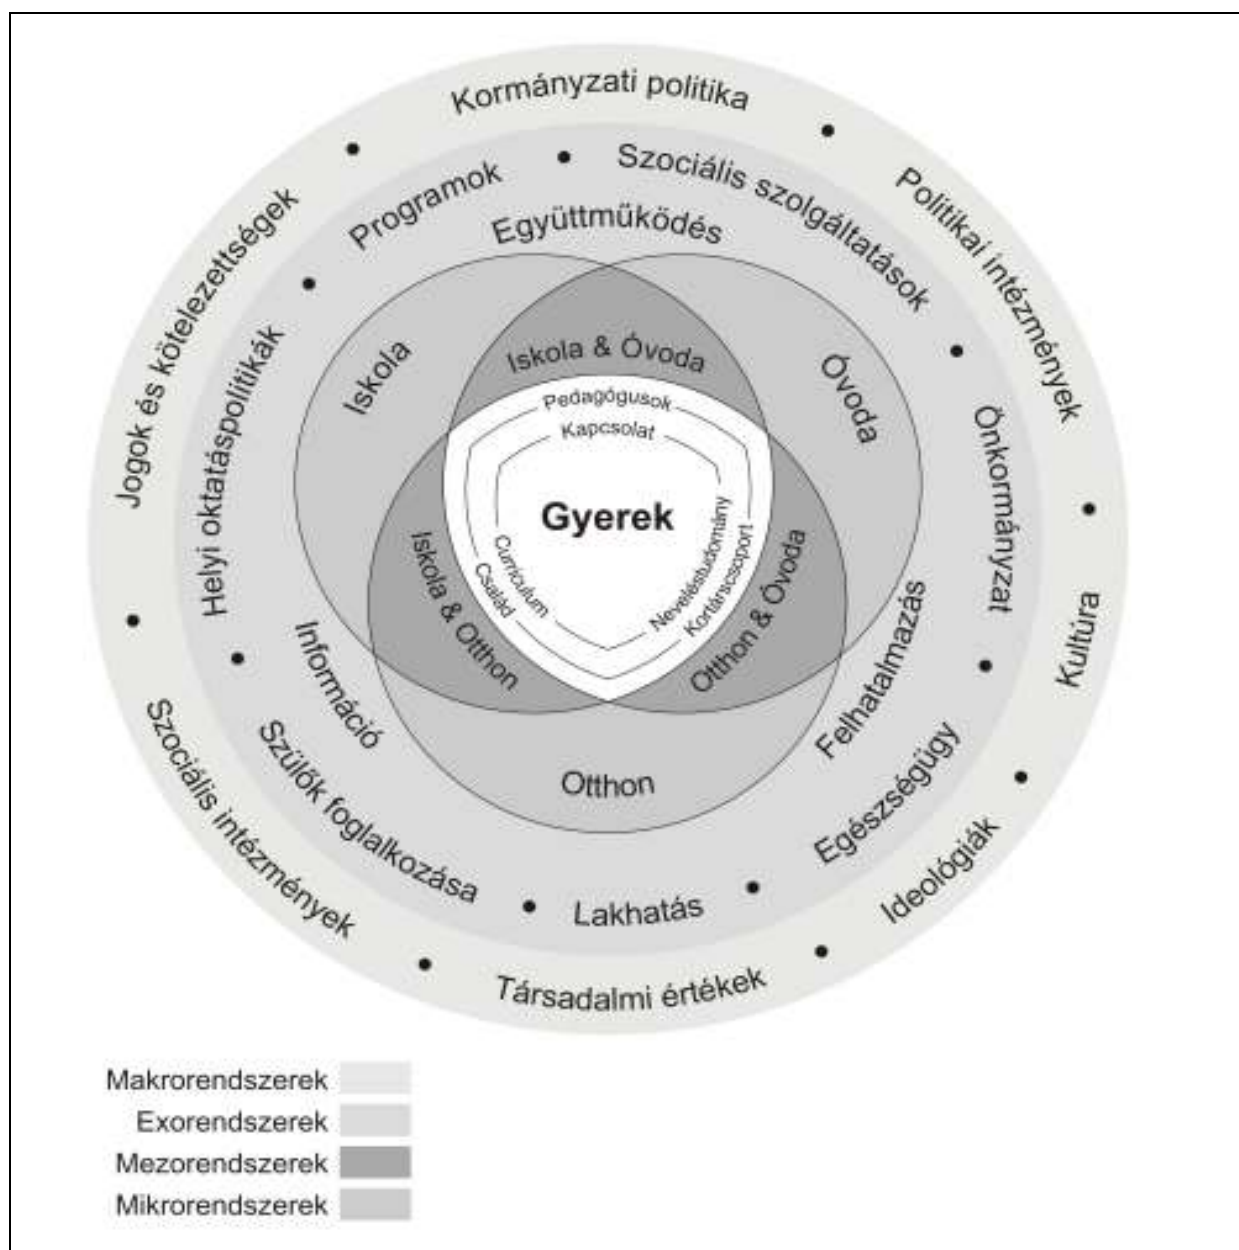 Kormányzati politika
Politikai intézmények
Kultúra
Ideológiák
Társadalmi értékek
Szociális intézmények
Jogok és kötelezettségek
Programok
Szociális szolgáltatások
Önkormányzat
Egészségügy
Lakhatás
Szülők foglalkozása
Helyi oktatáspolitikák
Együttműködés
Felhatalmazás
Információ
Iskola
Óvoda
Otthon
Iskola & Óvoda
Otthon & Óvoda
Iskola & Otthon
Pedagógusok
Kortárscsoport
Család
Kapcsolat
Neveléstudomány
Curriculum
Gyerek
Makrorendszerek
Exorendszerek
Mezorendszerek
Mikrorendszerek